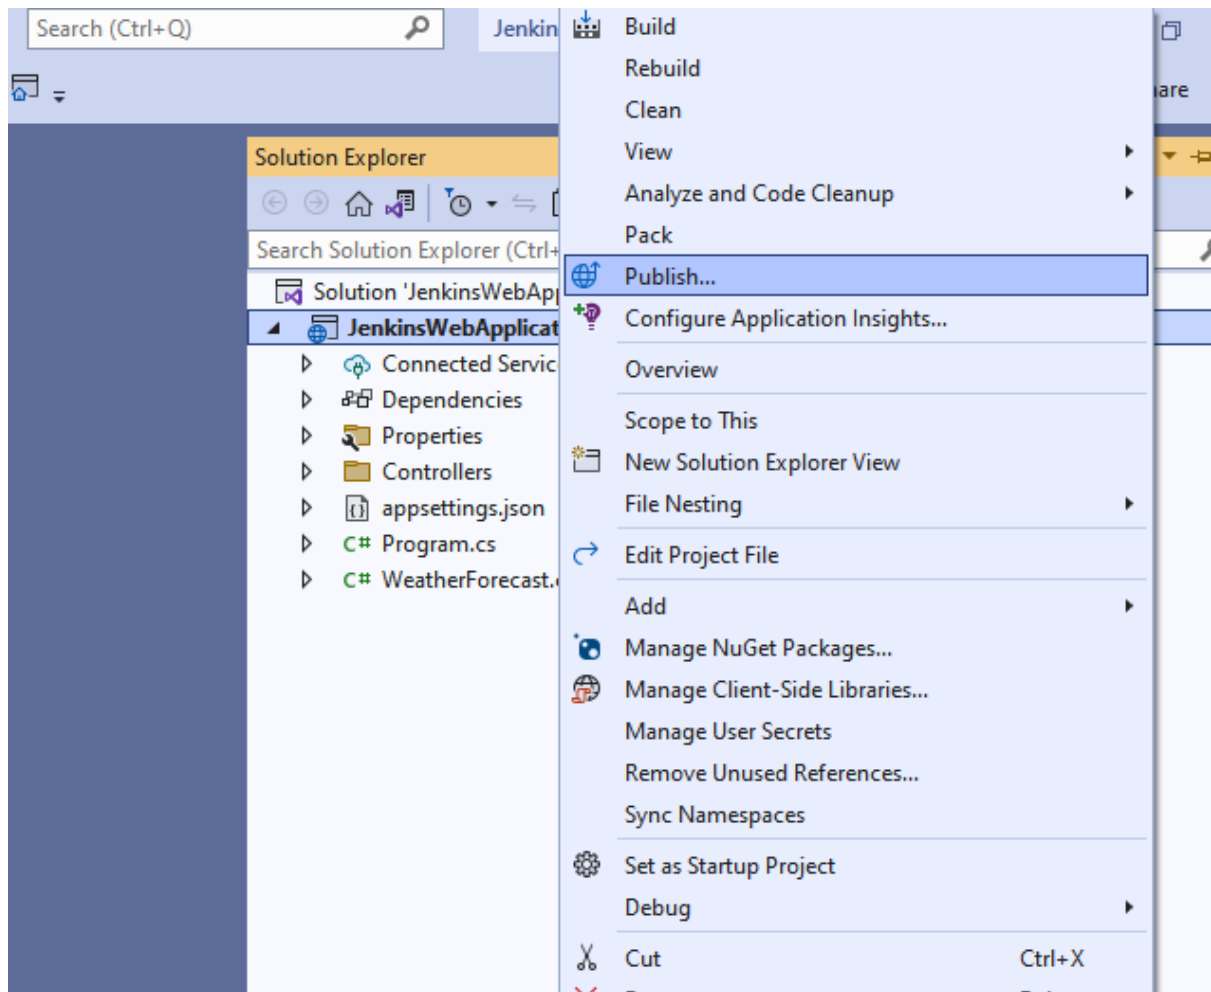 Search (Ctrl+Q)
Jenkin
Solution Explorer
Search Solution Explorer (Ctrl+
Solution 'JenkinsWebAp
JenkinsWebApplicat
Connected Servic
Dependencies
Properties
Controllers
appsettings.json
C# Program.cs
C# WeatherForecast.
Build
Rebuild
Clean
View
Analyze and Code Cleanup
Pack
Publish...
Configure Application Insights...
Overview
Scope to This
New Solution Explorer View
File Nesting
Edit Project File
Add
Manage NuGet Packages...
Manage Client-Side Libraries...
Manage User Secrets
Remove Unused References...
Sync Namespaces
Set as Startup Project
Debug
Cut Ctrl+X
are